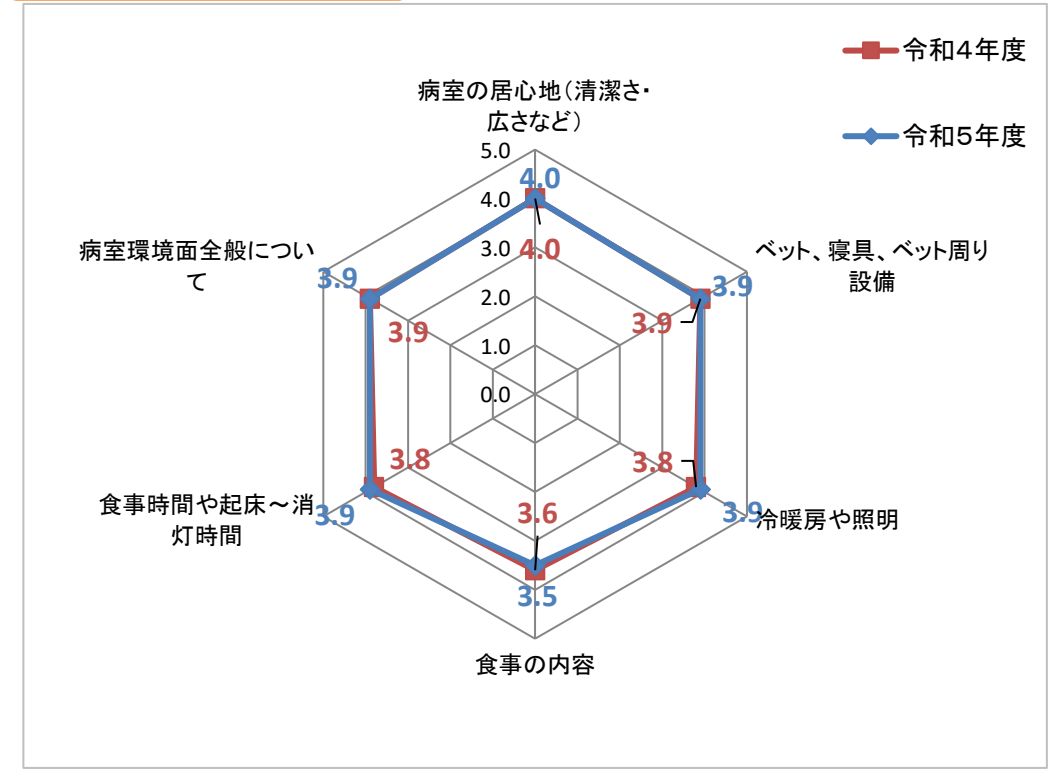 令和４年度
病室の居心地（清潔さ・
広さなど）
令和５年度
5.0
4.0
4.0
3.0
4.0
2.0
1.0
0.0
病室環境面全般につい
て
3.9
3.9
ベット、寝具、ベット周り
設備
3.9
3.9
3.8
3.8
食事時間や起床～消
灯時間
3.9
3.9
冷暖房や照明
3.6
3.5
食事の内容